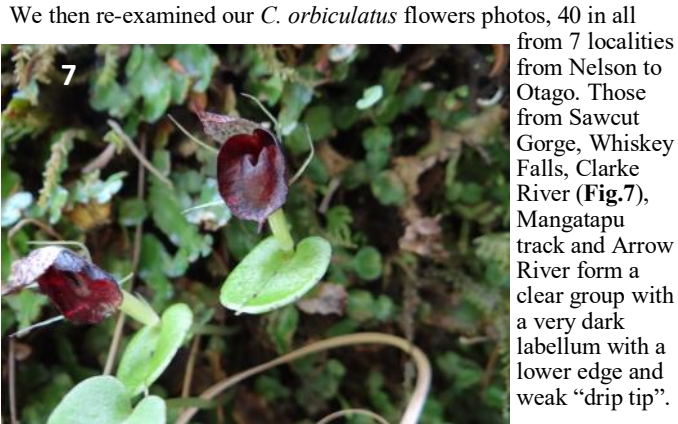 We then re-examined our C. orbiculatus flowers photos, 40 in all
from 7 localities
from Nelson to
Otago. Those
from Sawcut
Gorge, Whiskey
Falls, Clarke
River (Fig.7),
Mangatapu
track and Arrow
River form a
clear group with
a very dark
labellum with a
lower edge and
weak “drip tip”.
7